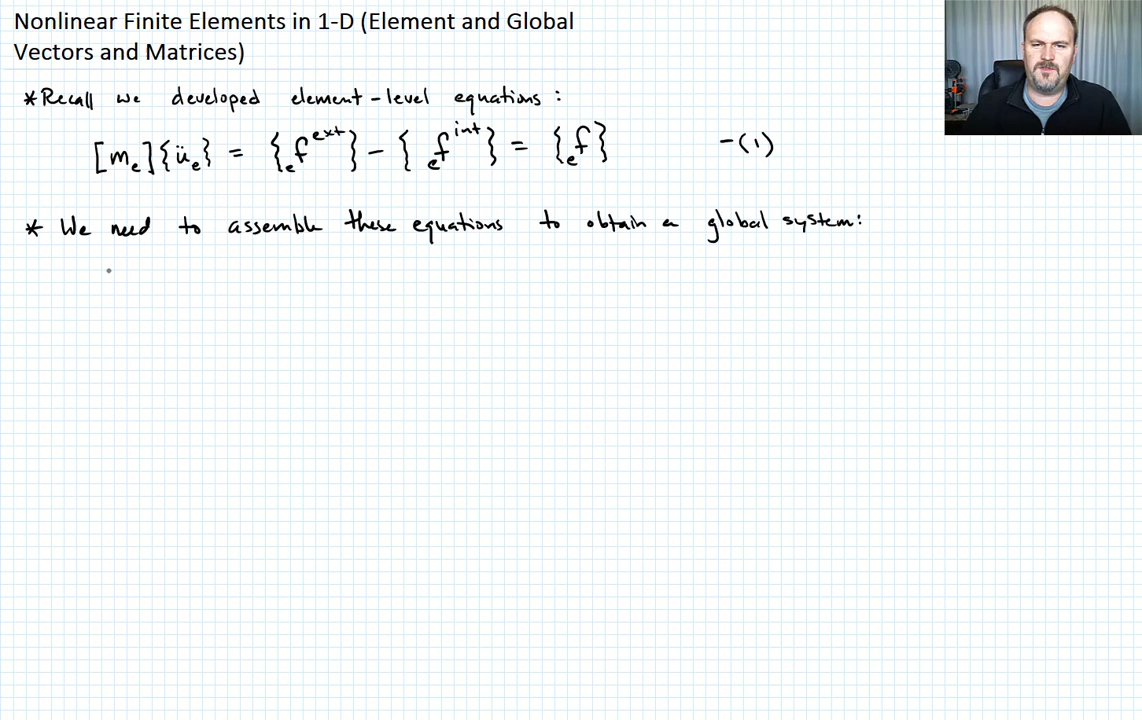 Nonlinear Finite Elements in 1-D (Element and Global
Vectors and Matrices)
*Recall we developed element-level equations:
[mₑ]{üₑ} = {ₑf^ext} - {ₑf^int} = {ₑf} -(1)
* We need to assemble these equations to obtain a global system: